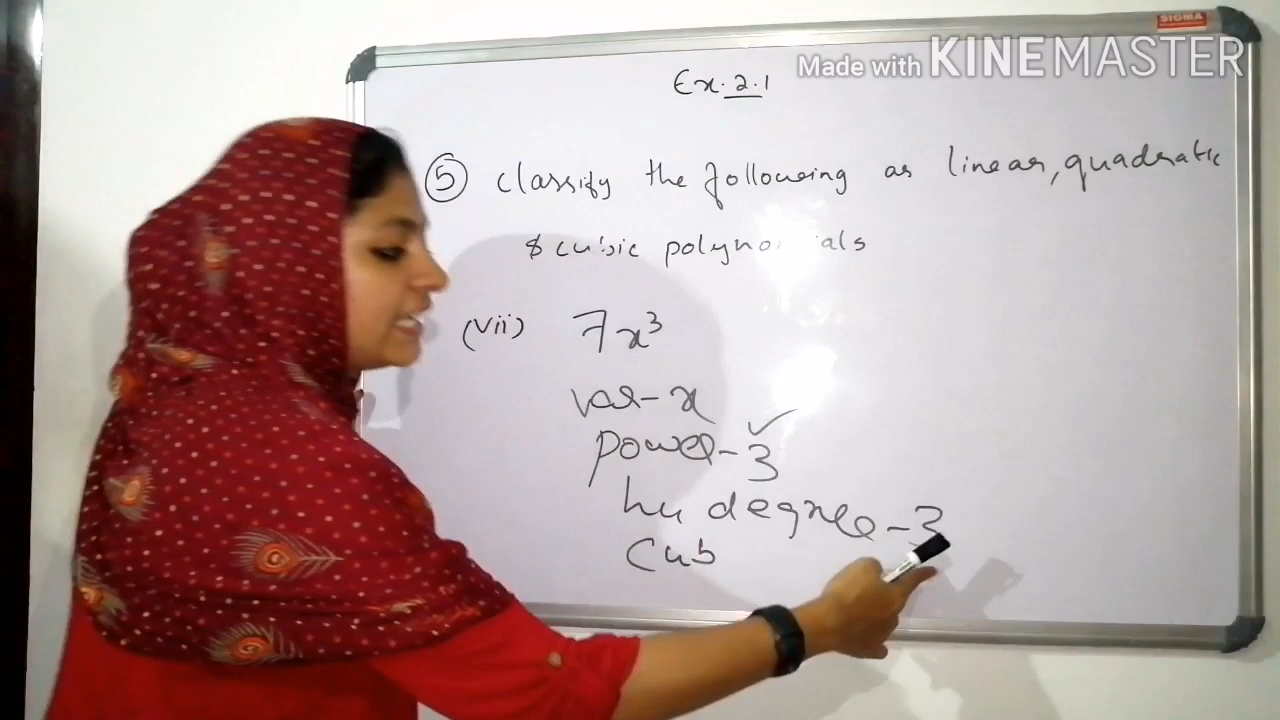 SIGMA
Made with KINEMASTER
Ex. 2.1
(5) Classify the following as linear, quadratic
& cubic polynomials
(vii) 7x³
var - x
power - 3 ✓
degree - 3
Cub